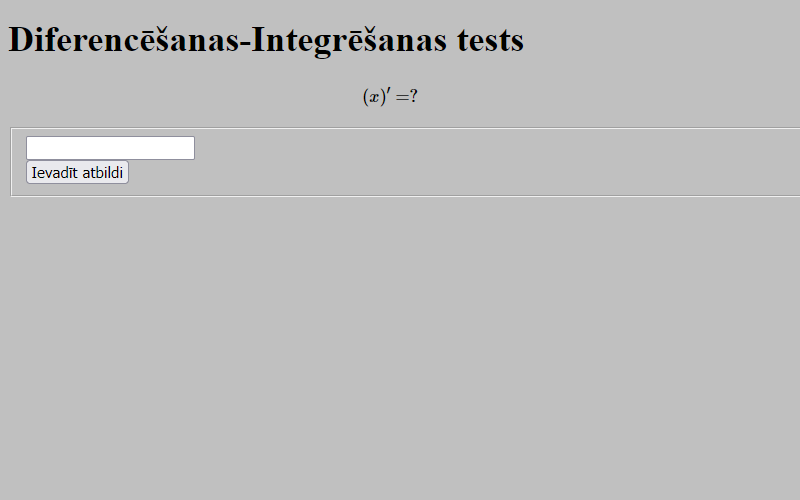 Diferencēšanas-Integrēšanas tests
(x)′ =?
Ievadīt atbildi